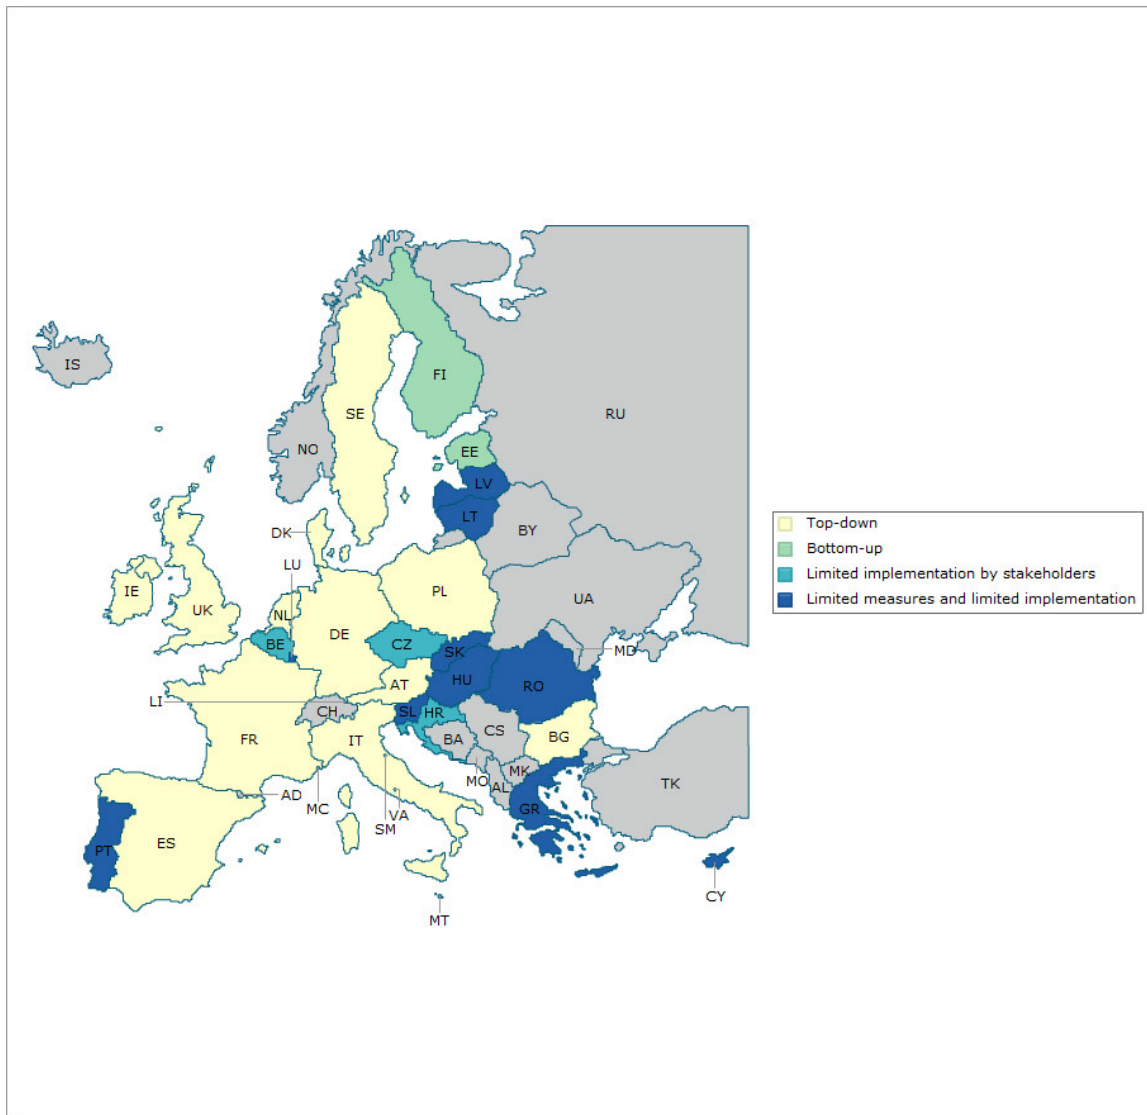 IS
FI
SE
RU
NO
EE
LV
LT
BY
DK
LU
IE
UK
NL
PL
UA
DE
BE
CZ
SK
MD
HU
AT
RO
LI
CH
SL
HR
FR
IT
BA
CS
BG
MO
MK
AL
TK
AD
MC
VA
SM
GR
ES
PT
CY
MT
Top-down
Bottom-up
Limited implementation by stakeholders
Limited measures and limited implementation